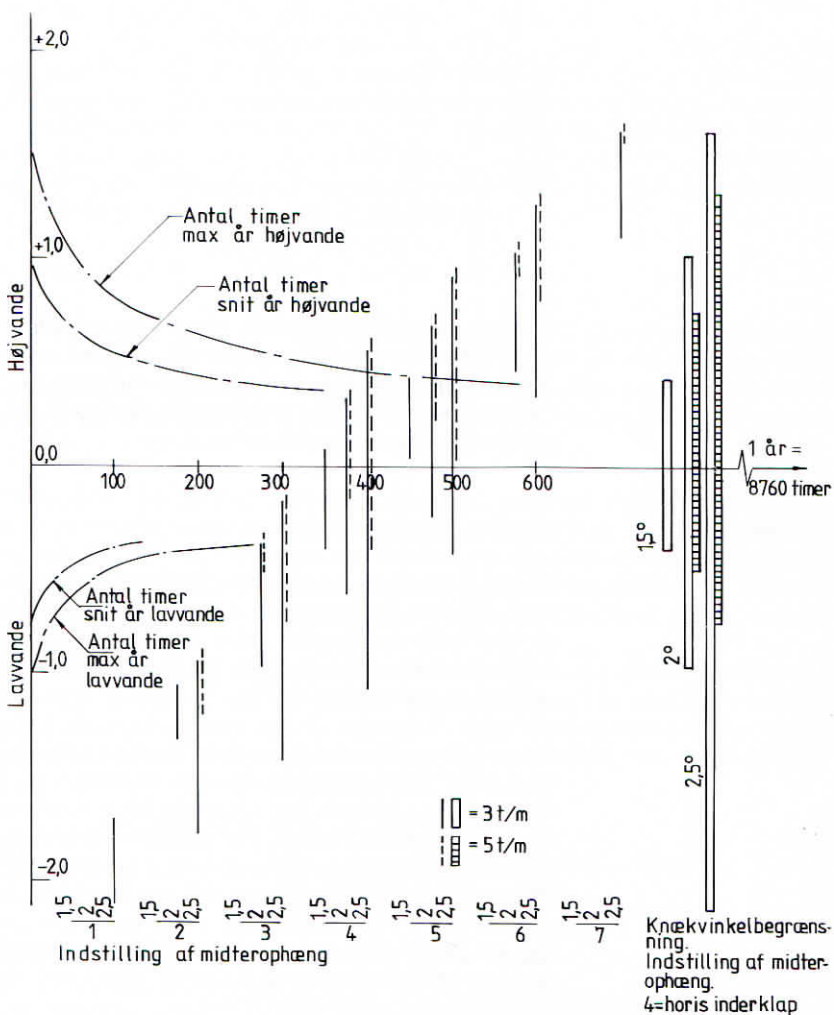 +2,0
Højvande
+1,0
Antal timer
max år højvande
Antal timer
snit år højvande
0,0
100
200
300
400
500
600
1 år =
8760 timer
Antal timer
snit år lavvande
Antal timer
max år
lavvande
Lavvande
-1,0
-2,0
1,5°
2°
2,5°
= 3 t/m
= 5 t/m
1,5 2 2,5
1
1,5 2 2,5
2
1,5 2 2,5
3
1,5 2 2,5
4
1,5 2 2,5
5
1,5 2 2,5
6
1,5 2 2,5
7
Indstilling af midterophæng
Knækvinkelbegræns-
ning.
Indstilling af midter-
ophæng.
4=horis inderklap